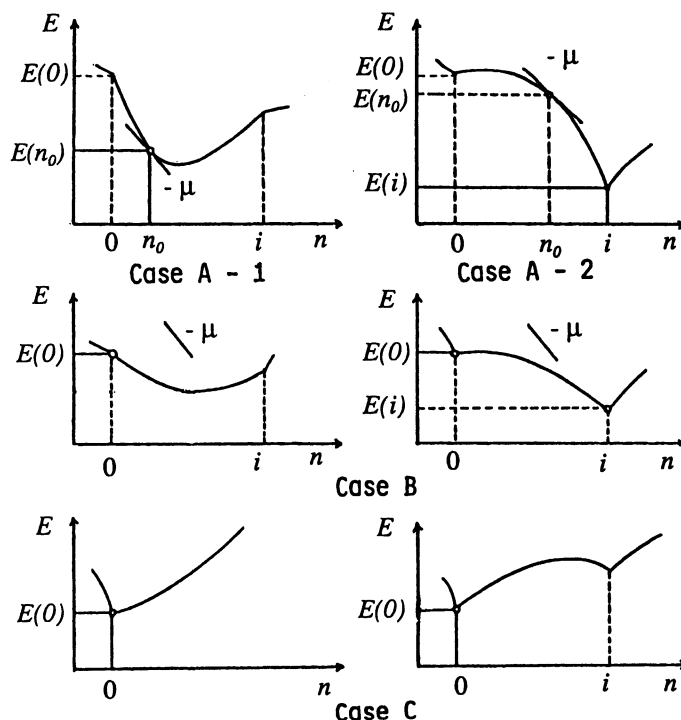 E
E(0)
E(n₀)
- μ
0 n₀ i n
Case A - 1
E
E(0)
E(n₀)
E(i)
- μ
0 n₀ i n
Case A - 2
E
E(0)
- μ
0 i n
E
E(0)
E(i)
- μ
0 i n
Case B
E
E(0)
0 n
E
E(0)
0 i n
Case C